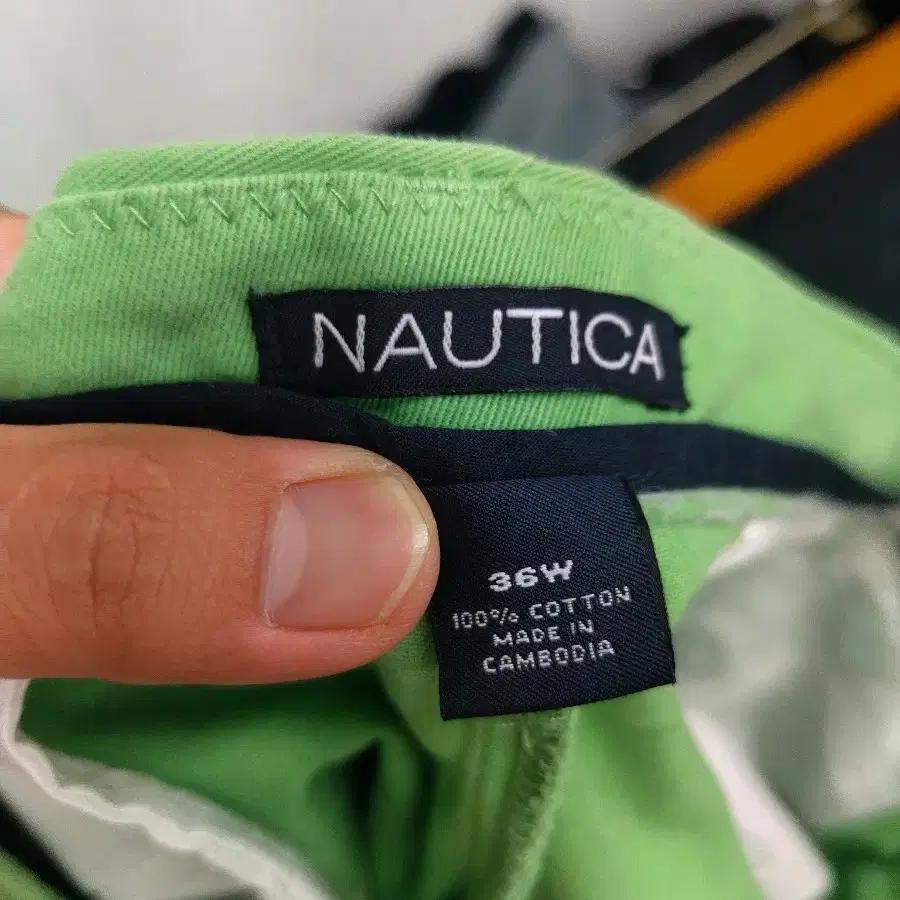 NAUTICA
36W
100% COTTON
MADE IN
CAMBODIA